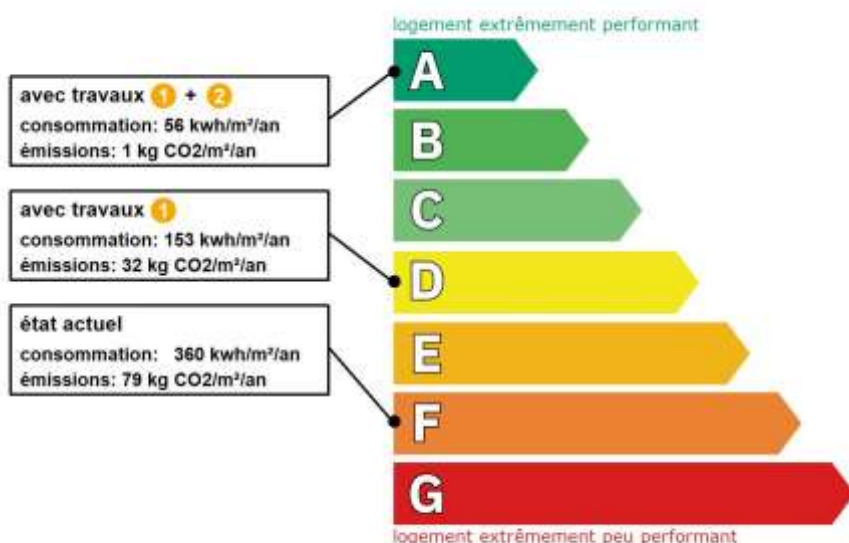 logement extrêmement performant
A
avec travaux 1 + 2
consommation: 56 kwh/m²/an
émissions: 1 kg CO2/m²/an
B
C
avec travaux 1
consommation: 153 kwh/m²/an
émissions: 32 kg CO2/m²/an
D
état actuel
consommation: 360 kwh/m²/an
émissions: 79 kg CO2/m²/an
E
F
G
logement extrêmement peu performant